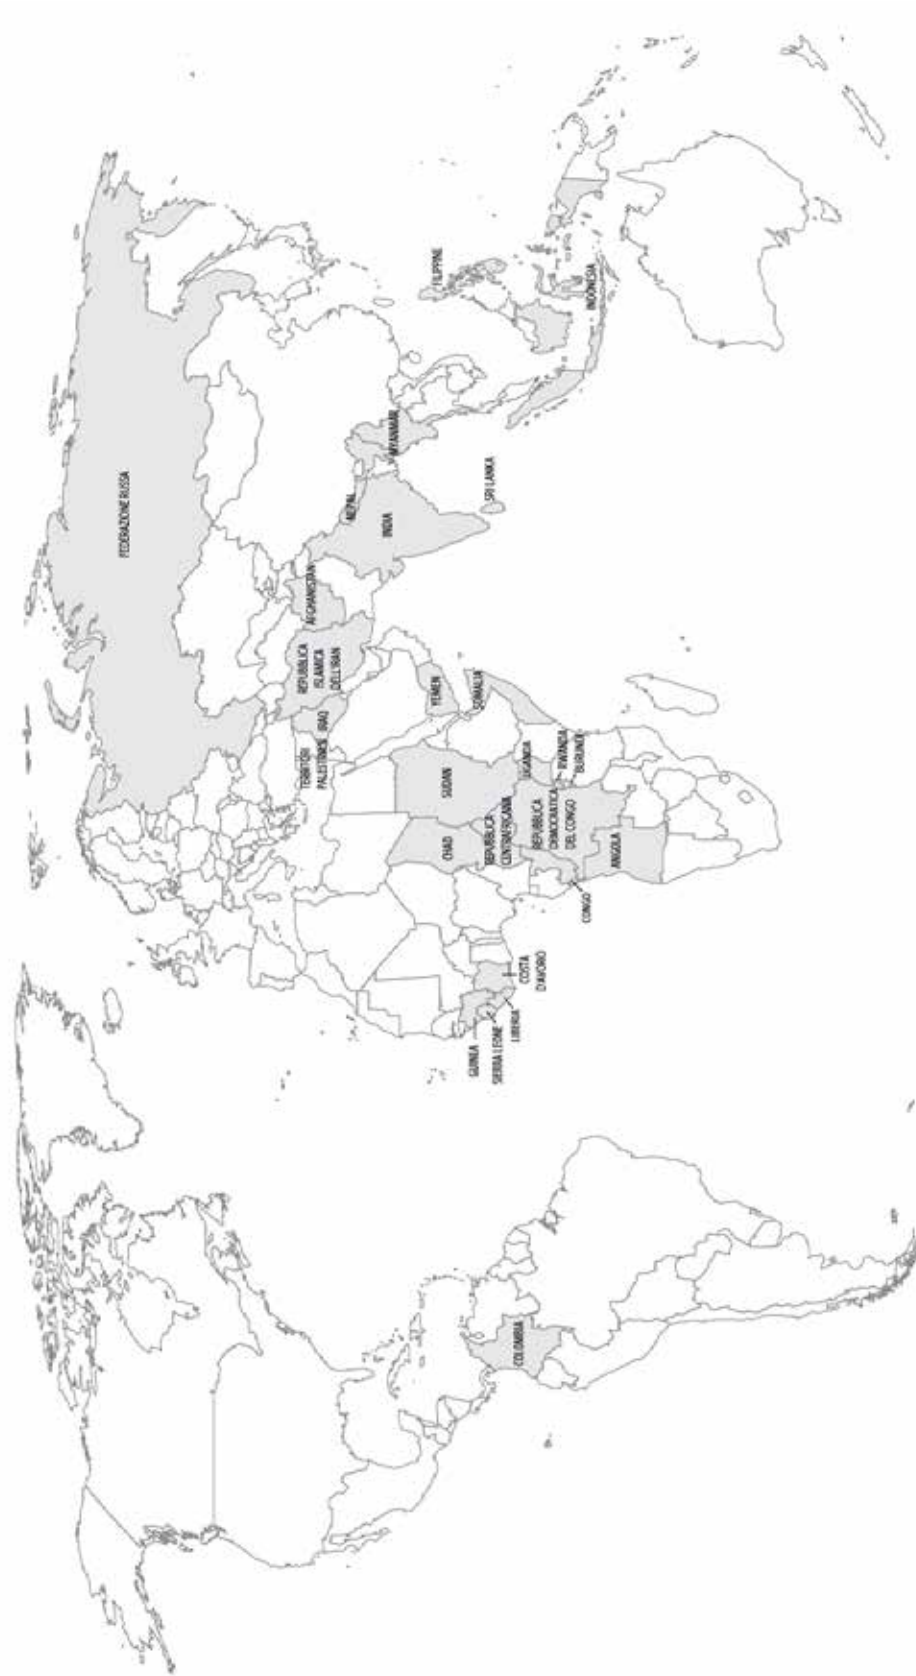 FEDERAZIONE RUSSA
COLOMBIA
GUINEA
SIERRA LEONE
LIBERIA
COSTA
D'AVORIO
CHAD
SUDAN
REPUBBLICA
CENTRAFRICANA
REPUBBLICA
DEMOCRATICA
DEL CONGO
CONGO
ANGOLA
UGANDA
RWANDA
BURUNDI
SOMALIA
YEMEN
TERRITORI
PALESTINESI
IRAQ
REPUBBLICA
ISLAMICA
DELL'IRAN
AFGHANISTAN
NEPAL
INDIA
SRI LANKA
MYANMAR
FILIPPINE
INDONESIA